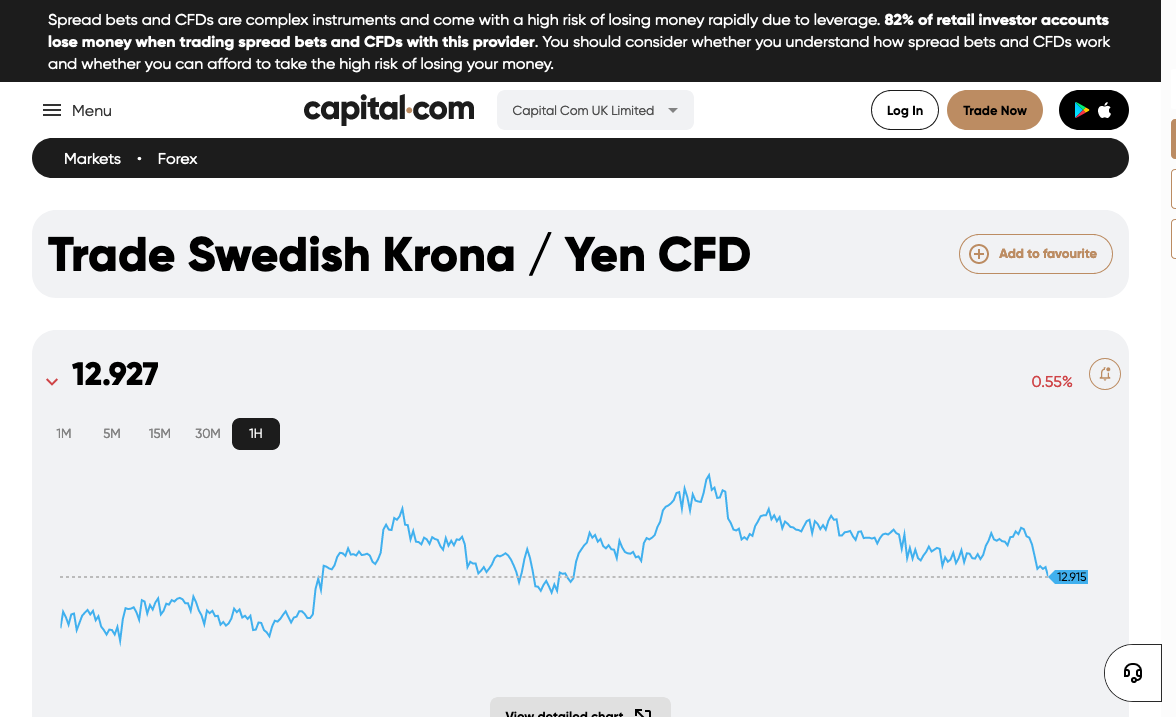 Spread bets and CFDs are complex instruments and come with a high risk of losing money rapidly due to leverage. 82% of retail investor accounts
lose money when trading spread bets and CFDs with this provider. You should consider whether you understand how spread bets and CFDs work
and whether you can afford to take the high risk of losing your money.
Menu
capital.com
Capital Com UK Limited
Log In
Trade Now
Markets • Forex
Trade Swedish Krona / Yen CFD
Add to favourite
12.927
0.55%
1M 5M 15M 30M 1H
12.915
View detailed chart